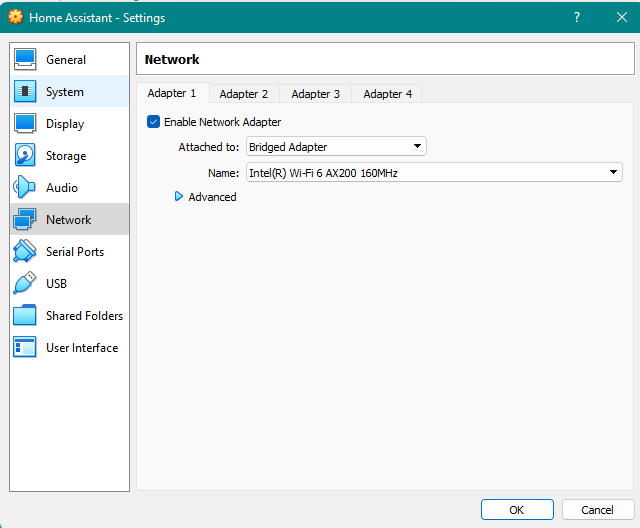 Home Assistant - Settings
?
General
System
Display
Storage
Audio
Network
Serial Ports
USB
Shared Folders
User Interface
Network
Adapter 1 Adapter 2 Adapter 3 Adapter 4
Enable Network Adapter
Attached to: Bridged Adapter
Name: Intel(R) Wi-Fi 6 AX200 160MHz
Advanced
OK Cancel